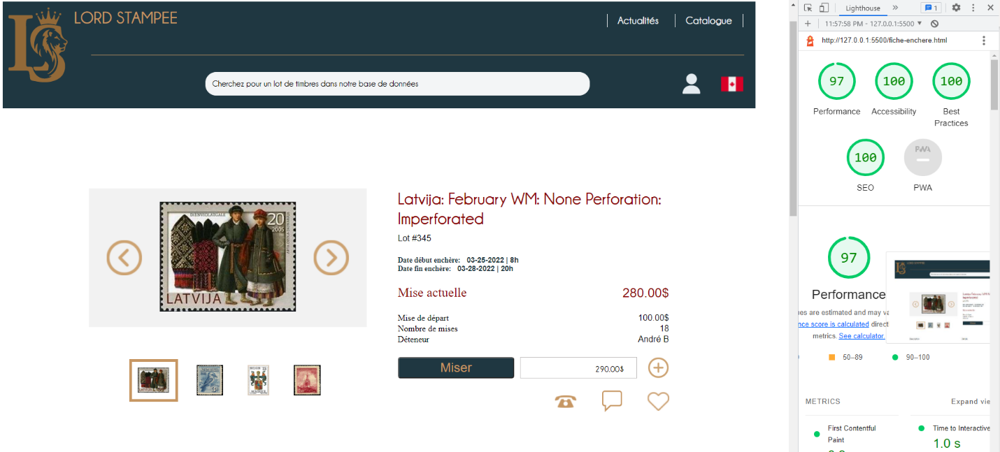 LORD STAMPEE
Actualités
Catalogue
Cherchez pour un lot de timbres dans notre base de données
DIENVIDLATGALE
20
2005
LATVIJA
Latvija: February WM: None Perforation:
Imperforated
Lot #345
Date début enchère: 03-25-2022 | 8h
Date fin enchère: 03-28-2022 | 20h
Mise actuelle 280.00$
Mise de départ 100.00$
Nombre de mises 18
Déteneur André B
Miser 290.00$
Lighthouse
1
11:57:58 PM - 127.0.0.1:5500
http://127.0.0.1:5500/fiche-enchere.html
97 100 100
Performance Accessibility Best
Practices
100 PWA
SEO PWA
97
Performance
es are estimated and may va
nce score is calculated direct
metrics. See calculator.
50–89 90–100
METRICS Expand vie
First Contentful
Paint
Time to Interactive
1.0 s